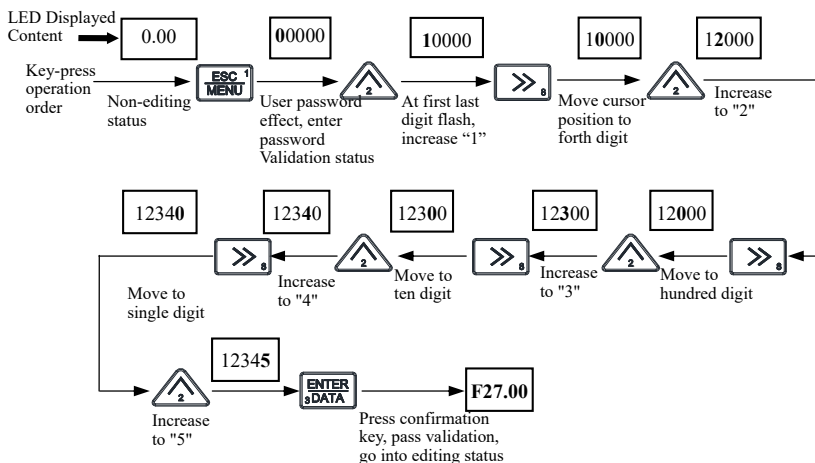 LED Displayed
Content
0.00
00000
10000
10000
12000
Key-press
operation
order
Non-editing
status
ESC 1
MENU
User password
effect, enter
password
Validation status
2
At first last
digit flash,
increase “1”
>> 8
Move cursor
position to
forth digit
2
Increase
to "2"
12340
12340
12300
12300
12000
>> 8
2
>> 8
2
>> 8
Move to
single digit
Increase
to "4"
Move to
ten digit
Increase
to "3"
Move to
hundred digit
12345
2
Increase
to "5"
ENTER
3 DATA
F27.00
Press confirmation
key, pass validation,
go into editing status